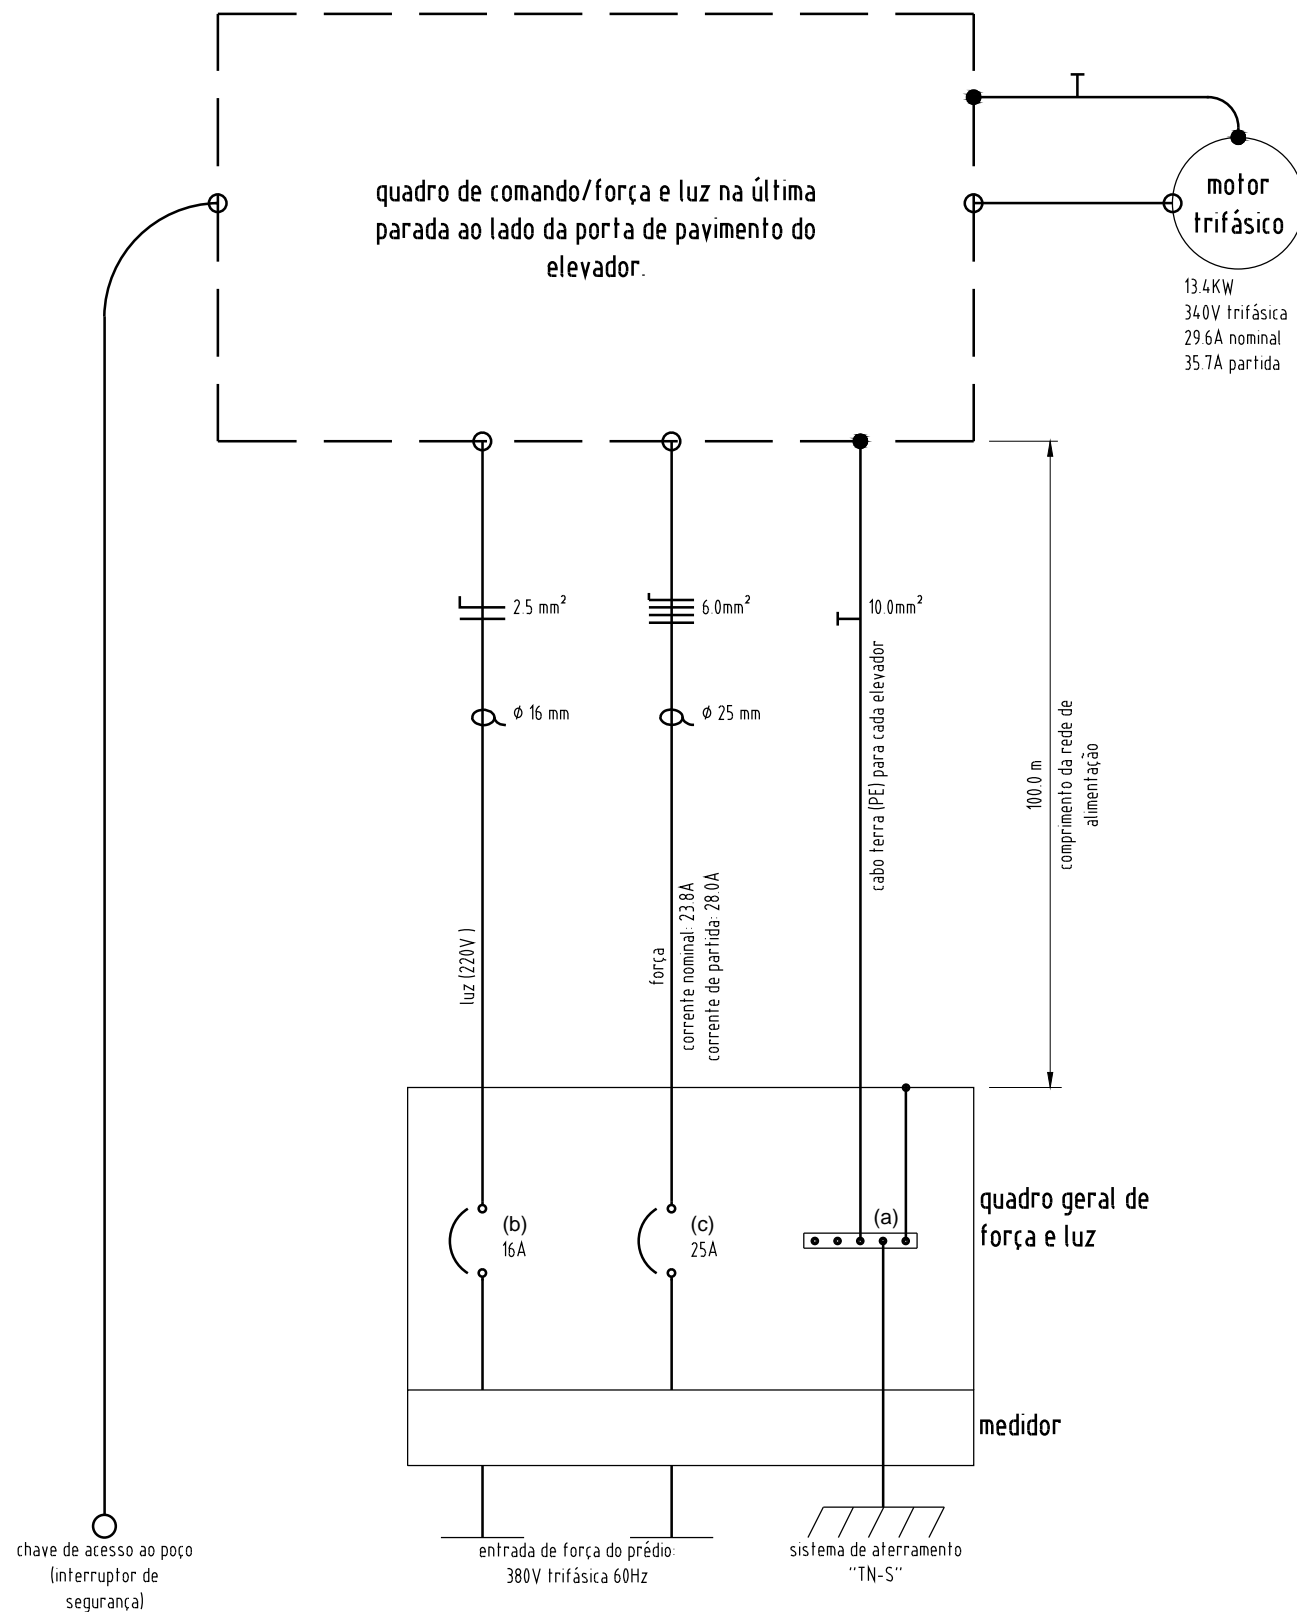 quadro de comando/força e luz na última
parada ao lado da porta de pavimento do
elevador.
motor
trifásico
13.4KW
340V trifásica
29.6A nominal
35.7A partida
2.5 mm²
6.0mm²
10.0mm²
Ø 16 mm
Ø 25 mm
cabo terra (PE) para cada elevador
100.0 m
comprimento da rede de
alimentação
luz (220V )
força
corrente nominal: 23.8A
corrente de partida: 28.0A
(b)
16A
(c)
25A
(a)
quadro geral de
força e luz
medidor
chave de acesso ao poço
(interruptor de
segurança)
entrada de força do prédio:
380V trifásica 60Hz
sistema de aterramento
"TN-S"